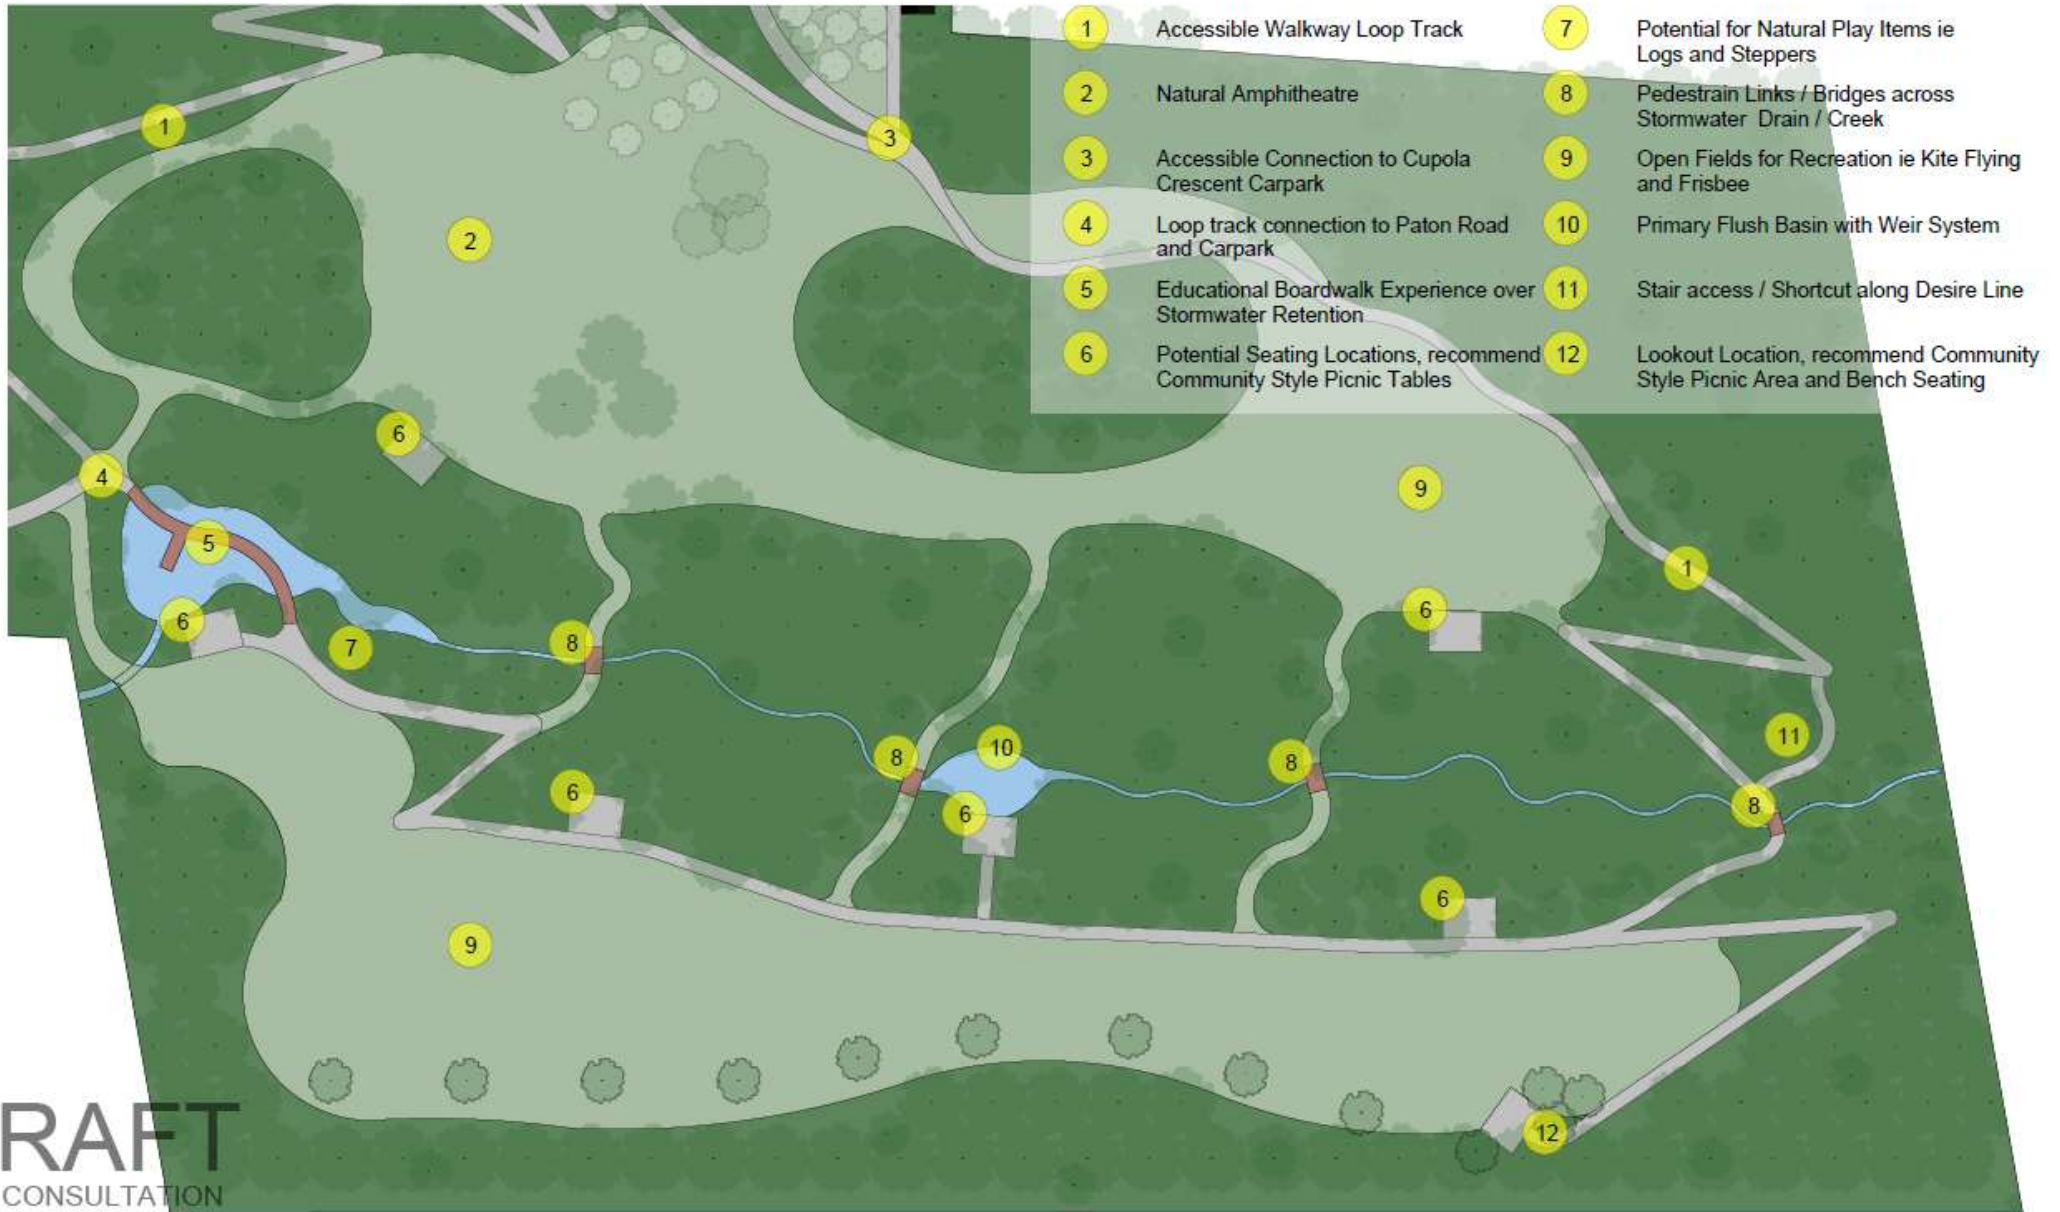 1 Accessible Walkway Loop Track
2 Natural Amphitheatre
3 Accessible Connection to Cupola
Crescent Carpark
4 Loop track connection to Paton Road
and Carpark
5 Educational Boardwalk Experience over
Stormwater Retention
6 Potential Seating Locations, recommend
Community Style Picnic Tables
7 Potential for Natural Play Items ie
Logs and Steppers
8 Pedestrain Links / Bridges across
Stormwater Drain / Creek
9 Open Fields for Recreation ie Kite Flying
and Frisbee
10 Primary Flush Basin with Weir System
11 Stair access / Shortcut along Desire Line
12 Lookout Location, recommend Community
Style Picnic Area and Bench Seating
1
3
2
6
4
9
5
1
6
6
8
7
11
10
8
8
6
8
6
6
9
12
RAFT
CONSULTATION